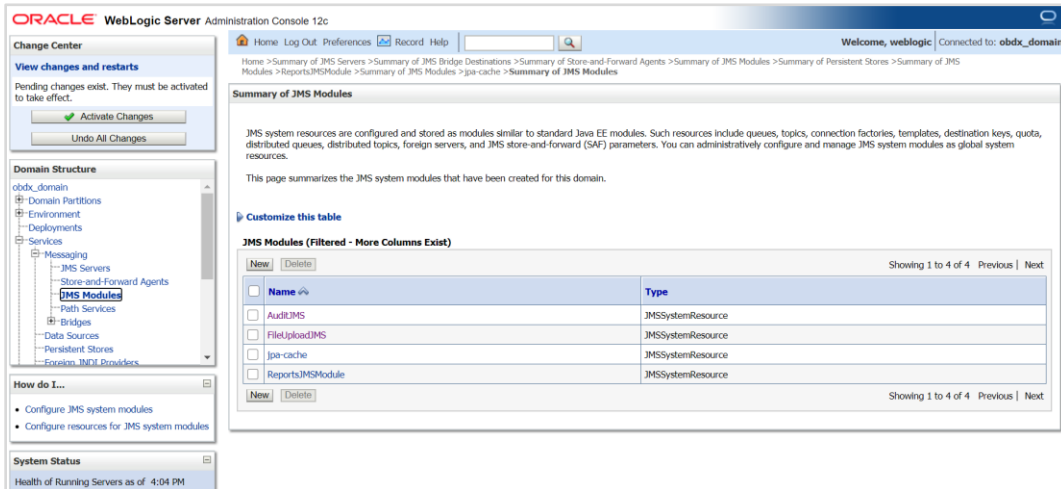 ORACLE WebLogic Server Administration Console 12c
Change Center
View changes and restarts
Pending changes exist. They must be activated
to take effect.
Activate Changes
Undo All Changes
Domain Structure
obdx_domain
Domain Partitions
Environment
Deployments
Services
Messaging
JMS Servers
Store-and-Forward Agents
JMS Modules
Path Services
Bridges
Data Sources
Persistent Stores
Foreign JNDI Providers
How do I...
Configure JMS system modules
Configure resources for JMS system modules
System Status
Health of Running Servers as of 4:04 PM
Home Log Out Preferences Record Help
Welcome, weblogic Connected to: obdx_domain
Home >Summary of JMS Servers >Summary of JMS Bridge Destinations >Summary of Store-and-Forward Agents >Summary of JMS Modules >Summary of Persistent Stores >Summary of JMS
Modules >ReportsJMSModule >Summary of JMS Modules >jpa-cache >Summary of JMS Modules
Summary of JMS Modules
JMS system resources are configured and stored as modules similar to standard Java EE modules. Such resources include queues, topics, connection factories, templates, destination keys, quota,
distributed queues, distributed topics, foreign servers, and JMS store-and-forward (SAF) parameters. You can administratively configure and manage JMS system modules as global system
resources.
This page summarizes the JMS system modules that have been created for this domain.
Customize this table
JMS Modules (Filtered - More Columns Exist)
New Delete Showing 1 to 4 of 4 Previous | Next
Name Type
AuditJMS JMSSystemResource
FileUploadJMS JMSSystemResource
jpa-cache JMSSystemResource
ReportsJMSModule JMSSystemResource
New Delete Showing 1 to 4 of 4 Previous | Next